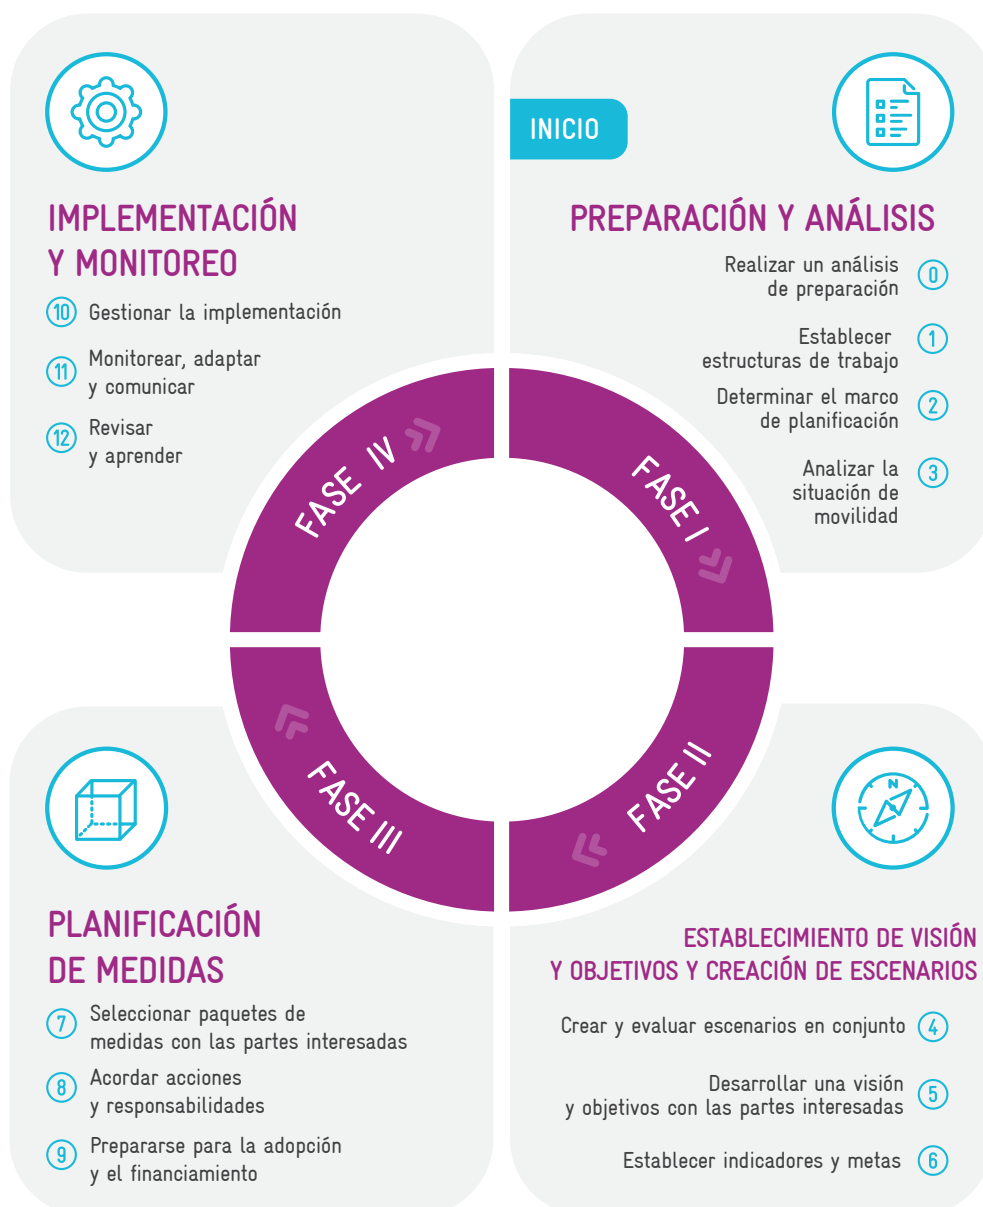 INICIO
PREPARACIÓN Y ANÁLISIS
Realizar un análisis
de preparación
0
Establecer
estructuras de trabajo
1
Determinar el marco
de planificación
2
Analizar la
situación de
movilidad
3
FASE I
FASE II
N
ESTABLECIMIENTO DE VISIÓN
Y OBJETIVOS Y CREACIÓN DE ESCENARIOS
Crear y evaluar escenarios en conjunto 4
Desarrollar una visión
y objetivos con las partes interesadas
5
Establecer indicadores y metas 6
FASE III
PLANIFICACIÓN
DE MEDIDAS
7 Seleccionar paquetes de
medidas con las partes interesadas
8 Acordar acciones
y responsabilidades
9 Prepararse para la adopción
y el financiamiento
FASE IV
IMPLEMENTACIÓN
Y MONITOREO
10 Gestionar la implementación
11 Monitorear, adaptar
y comunicar
12 Revisar
y aprender